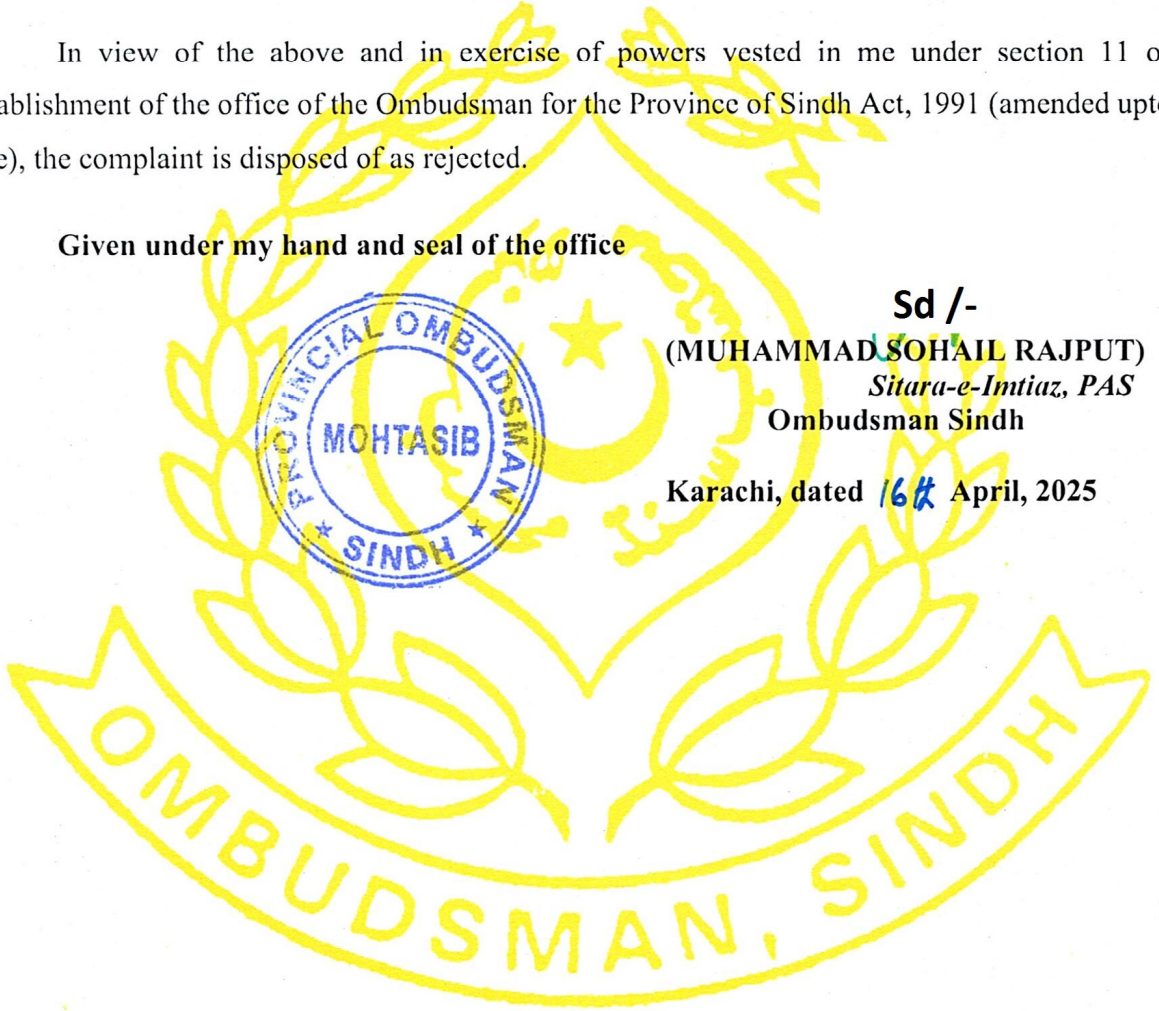 In view of the above and in exercise of powers vested in me under section 11 o
ablishment of the office of the Ombudsman for the Province of Sindh Act, 1991 (amended upt
e), the complaint is disposed of as rejected.
Given under my hand and seal of the office
Sd /-
(MUHAMMAD SOHAIL RAJPUT)
Sitara-e-Imtiaz, PAS
Ombudsman Sindh
Karachi, dated 16th April, 2025
PROVINCIAL OMBUDSMAN
MOHTASIB
★ SINDH ★
OMBUDSMAN, SINDH